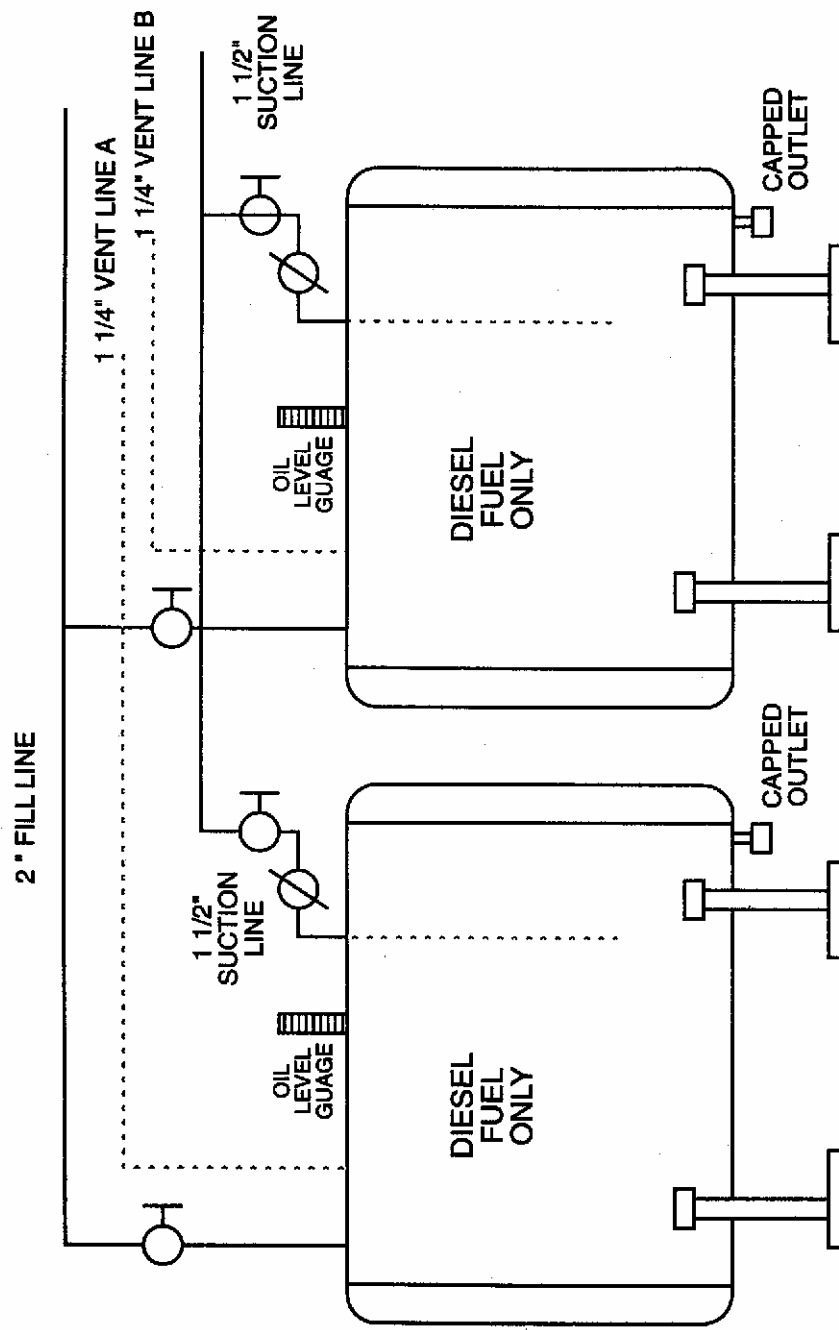 2 " FILL LINE
1 1/4" VENT LINE A
1 1/4" VENT LINE B
1 1/2"
SUCTION
LINE
OIL
LEVEL
GUAGE
DIESEL
FUEL
ONLY
CAPPED
OUTLET
1 1/2"
SUCTION
LINE
OIL
LEVEL
GUAGE
DIESEL
FUEL
ONLY
CAPPED
OUTLET